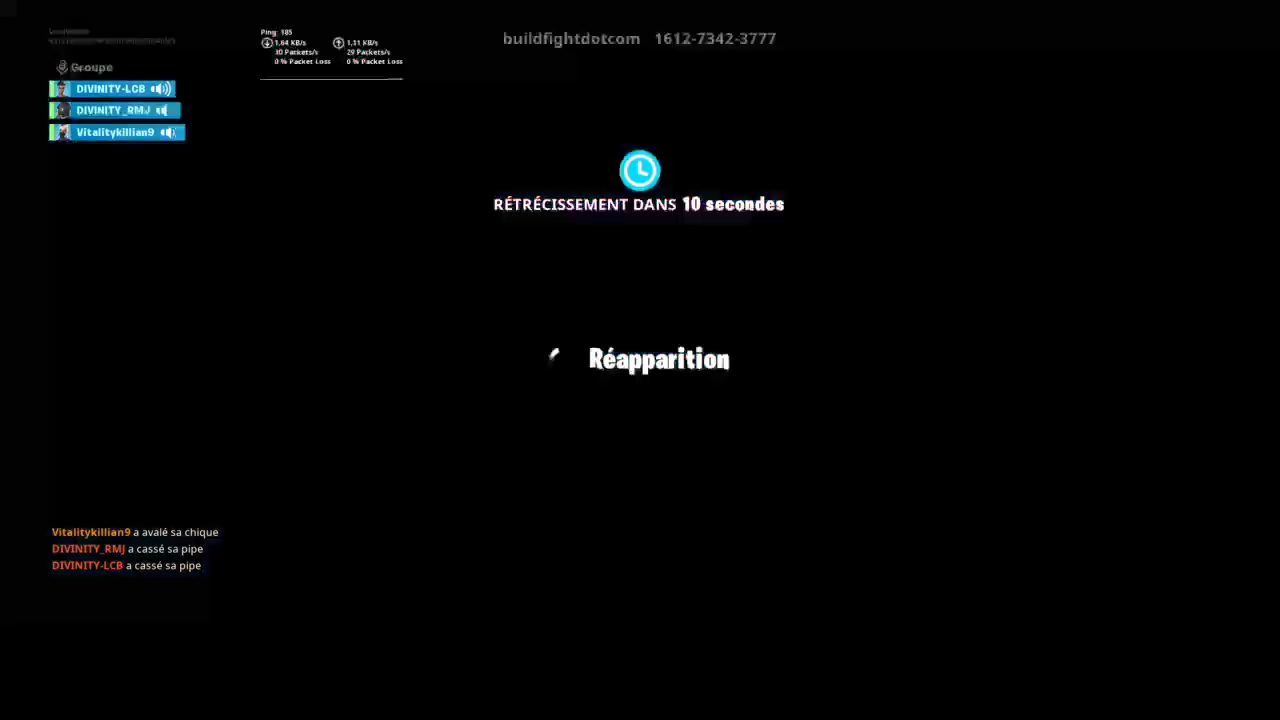 Ping: 385
1,64 KB/s
1,11 KB/s
30 Packets/s
29 Packets/s
0 % Packet Loss
0 % Packet Loss
buildfightdotcom 1612-7342-3777
Groupe
DIVINITY-LCB
DIVINITY_RMJ
Vitalitykillian9
RÉTRÉCISSEMENT DANS 10 secondes
Réapparition
Vitalitykillian9 a avalé sa chique
DIVINITY_RMJ a cassé sa pipe
DIVINITY-LCB a cassé sa pipe